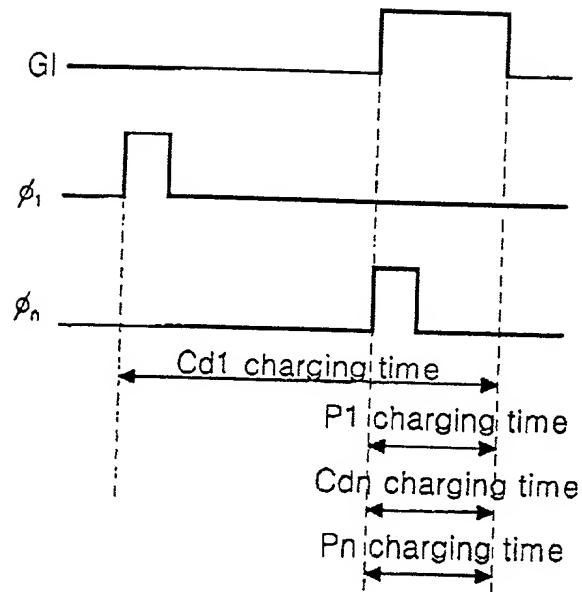 GI
ϕ₁
ϕₙ
Cd1 charging time
P1 charging time
Cdn charging time
Pn charging time